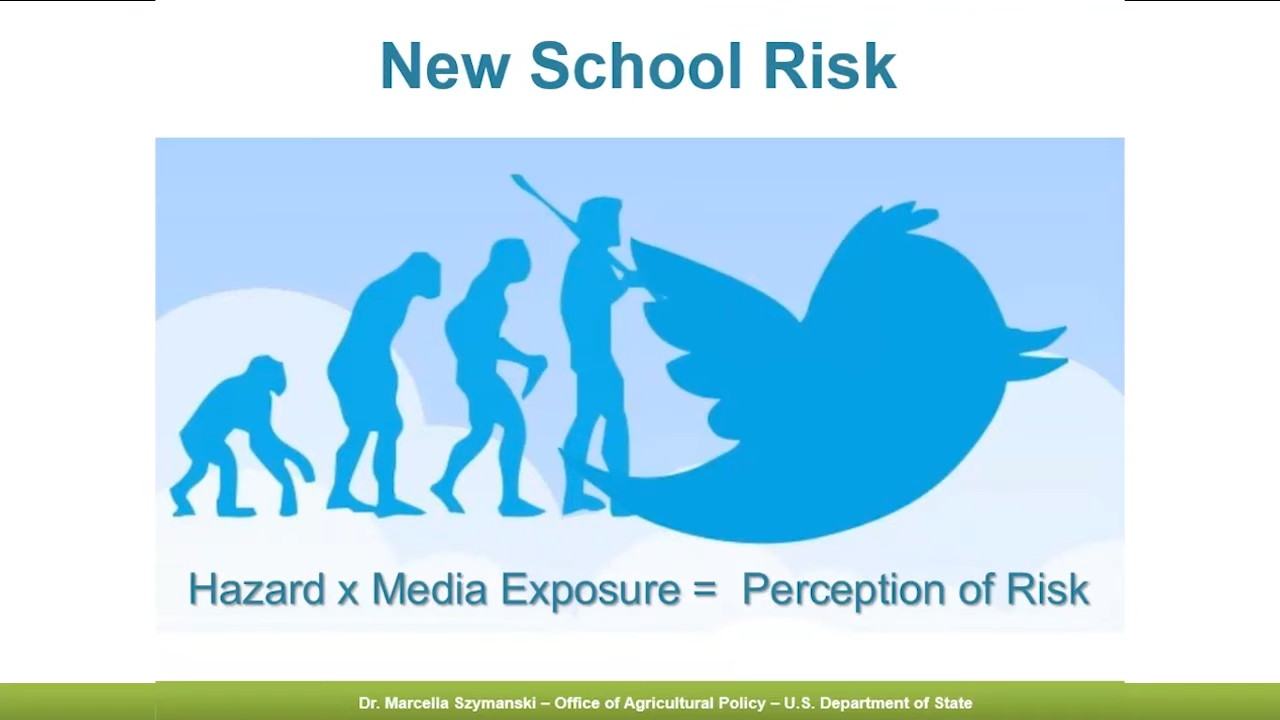 New School Risk
Hazard x Media Exposure = Perception of Risk
Dr. Marcella Szymanski – Office of Agricultural Policy – U.S. Department of State